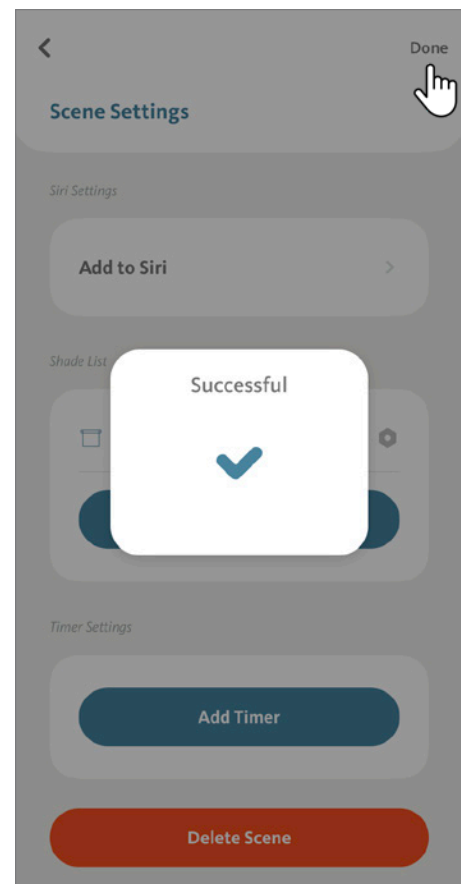 Done
Scene Settings
Siri Settings
Add to Siri
Shade List
Successful
Timer Settings
Add Timer
Delete Scene